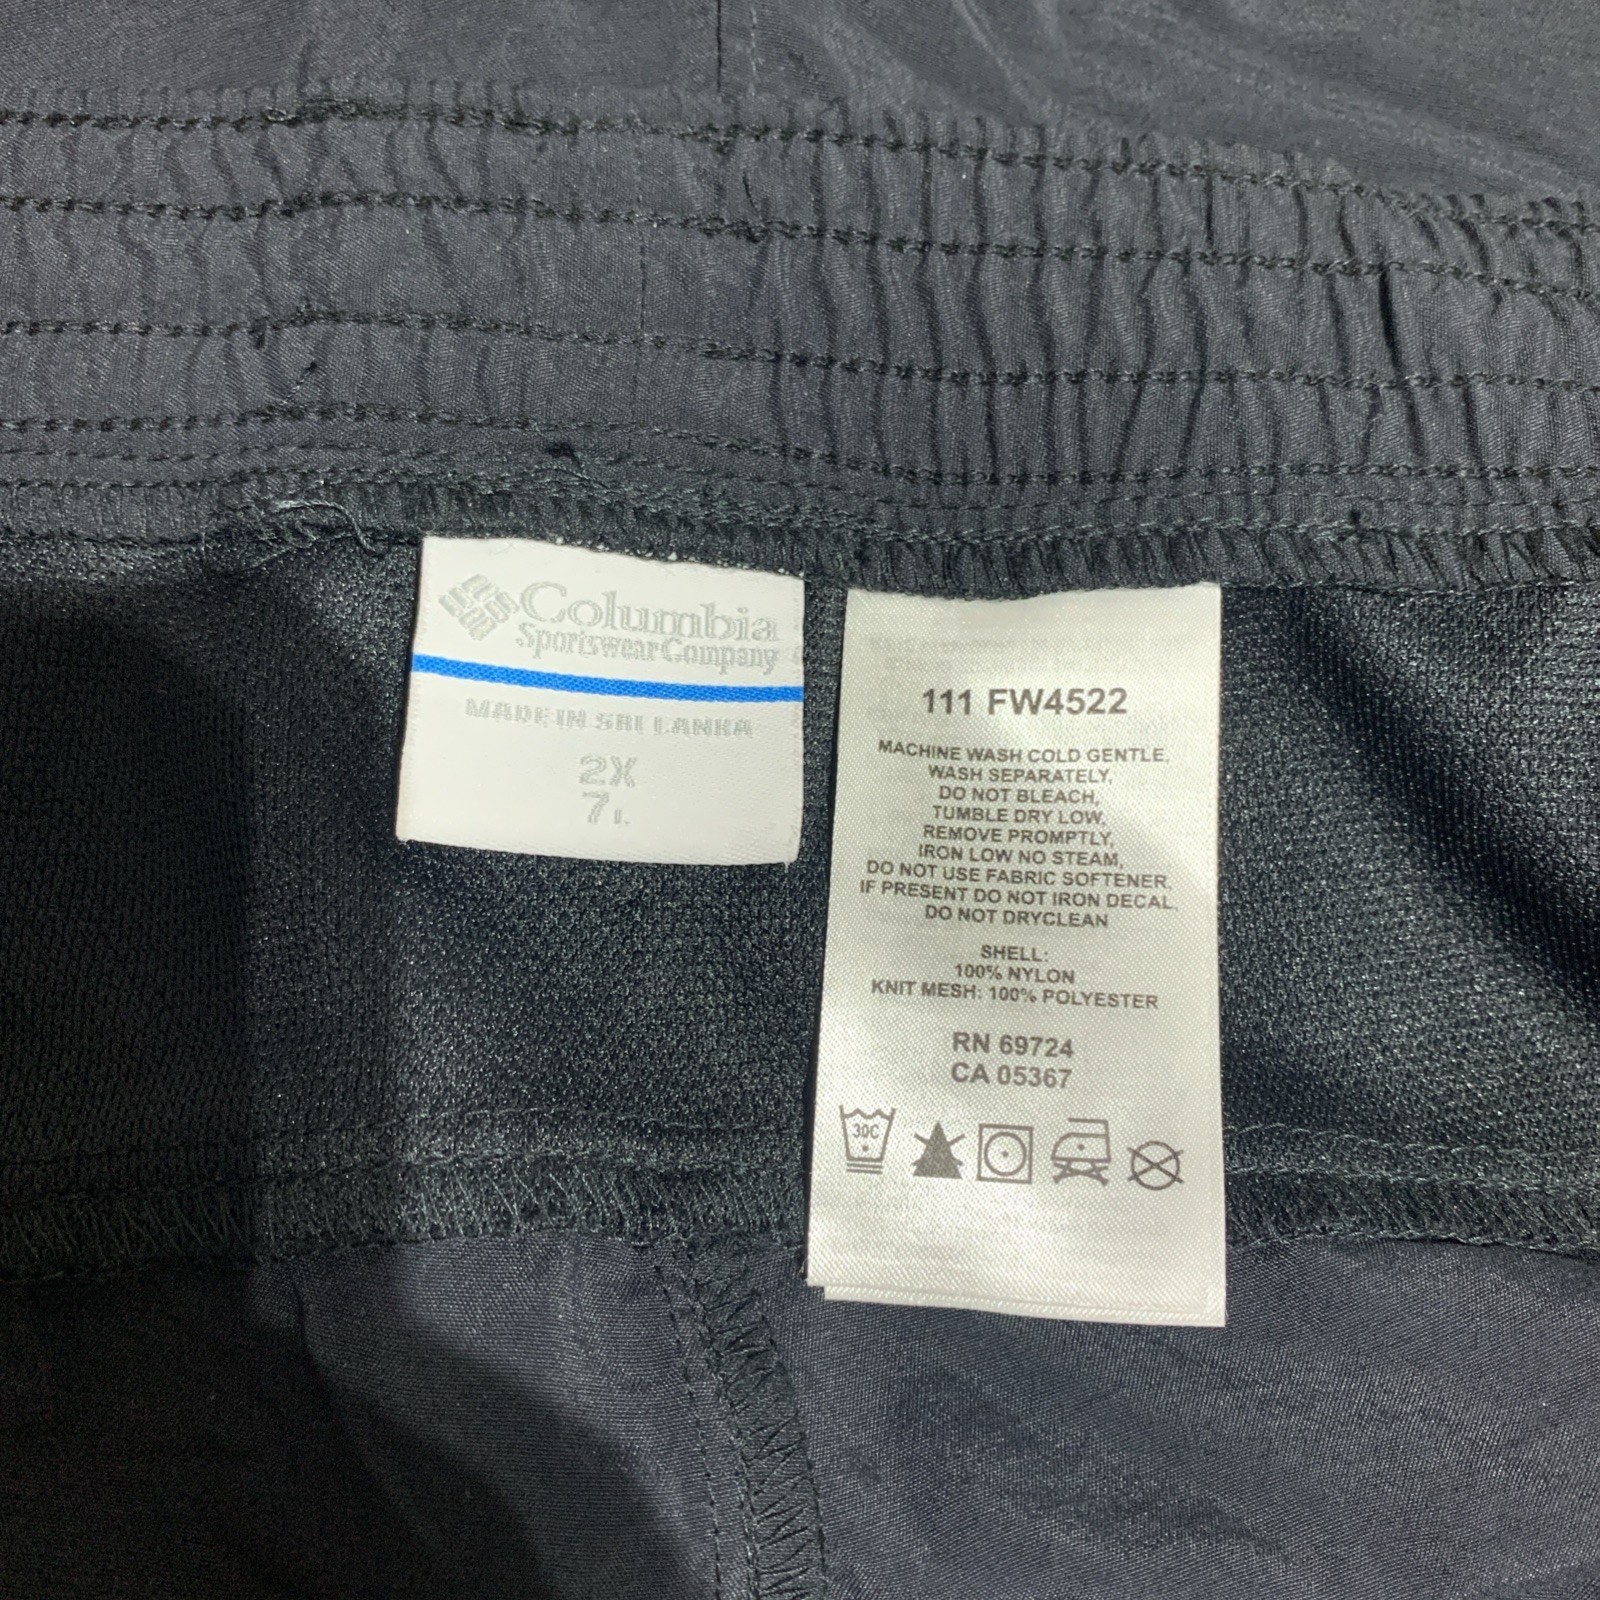 Columbia
Sportswear Company
MADE IN SRI LANKA
2X
7 L
111 FW4522
MACHINE WASH COLD GENTLE,
WASH SEPARATELY,
DO NOT BLEACH,
TUMBLE DRY LOW,
REMOVE PROMPTLY,
IRON LOW NO STEAM,
DO NOT USE FABRIC SOFTENER,
IF PRESENT DO NOT IRON DECAL,
DO NOT DRYCLEAN
SHELL:
100% NYLON
KNIT MESH: 100% POLYESTER
RN 69724
CA 05367
30C